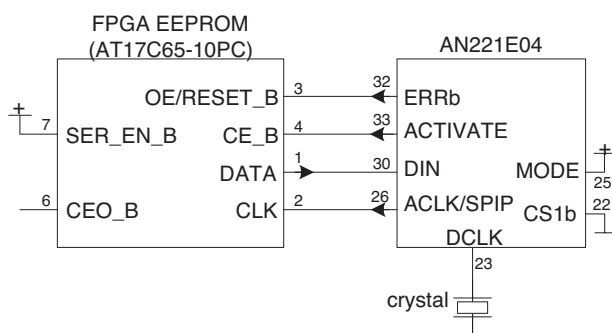 FPGA EEPROM
(AT17C65-10PC)
AN221E04
OE/RESET_B 3 32 ERRb
+ 7 SER_EN_B CE_B 4 33 ACTIVATE
DATA 1 30 DIN MODE + 25
6 CEO_B CLK 2 26 ACLK/SPIP CS1b 22
DCLK
23
crystal